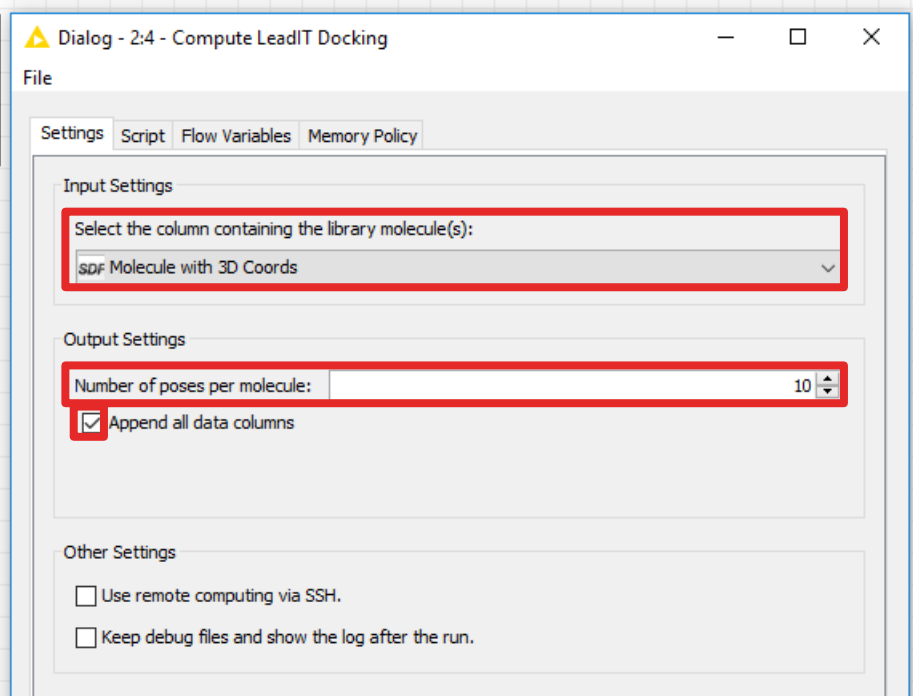 Dialog - 2:4 - Compute LeadIT Docking
File
Settings Script Flow Variables Memory Policy
Input Settings
Select the column containing the library molecule(s):
SDF Molecule with 3D Coords
Output Settings
Number of poses per molecule: 10
Append all data columns
Other Settings
Use remote computing via SSH.
Keep debug files and show the log after the run.